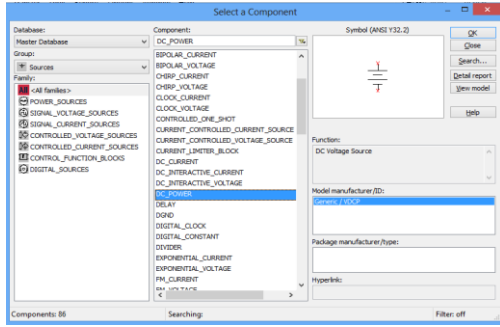 Select a Component
Database:
Master Database
Group:
Sources
Family:
All <All families>
POWER_SOURCES
SIGNAL_VOLTAGE_SOURCES
SIGNAL_CURRENT_SOURCES
CONTROLLED_VOLTAGE_SOURCES
CONTROLLED_CURRENT_SOURCES
CONTROL_FUNCTION_BLOCKS
DIGITAL_SOURCES
Component:
DC_POWER
BIPOLAR_CURRENT
BIPOLAR_VOLTAGE
CHIRP_CURRENT
CHIRP_VOLTAGE
CLOCK_CURRENT
CLOCK_VOLTAGE
CONTROLLED_ONE_SHOT
CURRENT_CONTROLLED_CURRENT_SOURCE
CURRENT_CONTROLLED_VOLTAGE_SOURCE
CURRENT_LIMITER_BLOCK
DC_CURRENT
DC_INTERACTIVE_CURRENT
DC_INTERACTIVE_VOLTAGE
DC_POWER
DELAY
DGND
DIGITAL_CLOCK
DIGITAL_CONSTANT
DIVIDER
EXPONENTIAL_CURRENT
EXPONENTIAL_VOLTAGE
FM_CURRENT
FM_VOLTAGE
Symbol (ANSI Y32.2)
Function:
DC Voltage Source
Model manufacturer/ID:
Generic / VDCP
Package manufacturer/type:
Hyperlink:
OK
Close
Search...
Detail report
View model
Help
Components: 86
Searching:
Filter: off